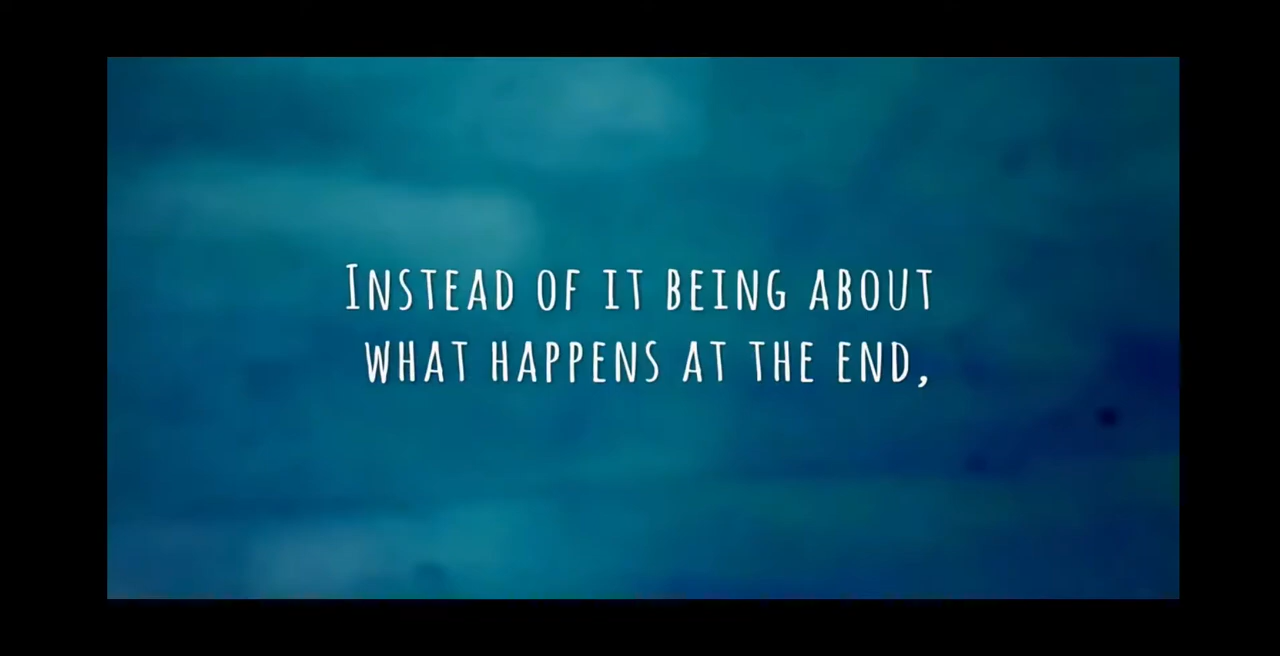 Instead of it being about
what happens at the end,